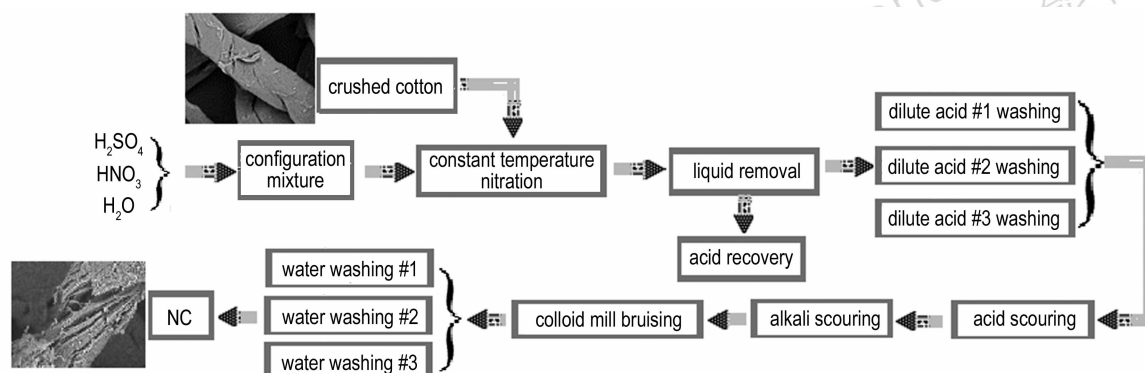 crushed cotton
H₂SO₄
HNO₃
H₂O
configuration
mixture
constant temperature
nitration
liquid removal
acid recovery
dilute acid #1 washing
dilute acid #2 washing
dilute acid #3 washing
acid scouring
alkali scouring
colloid mill bruising
water washing #1
water washing #2
water washing #3
NC